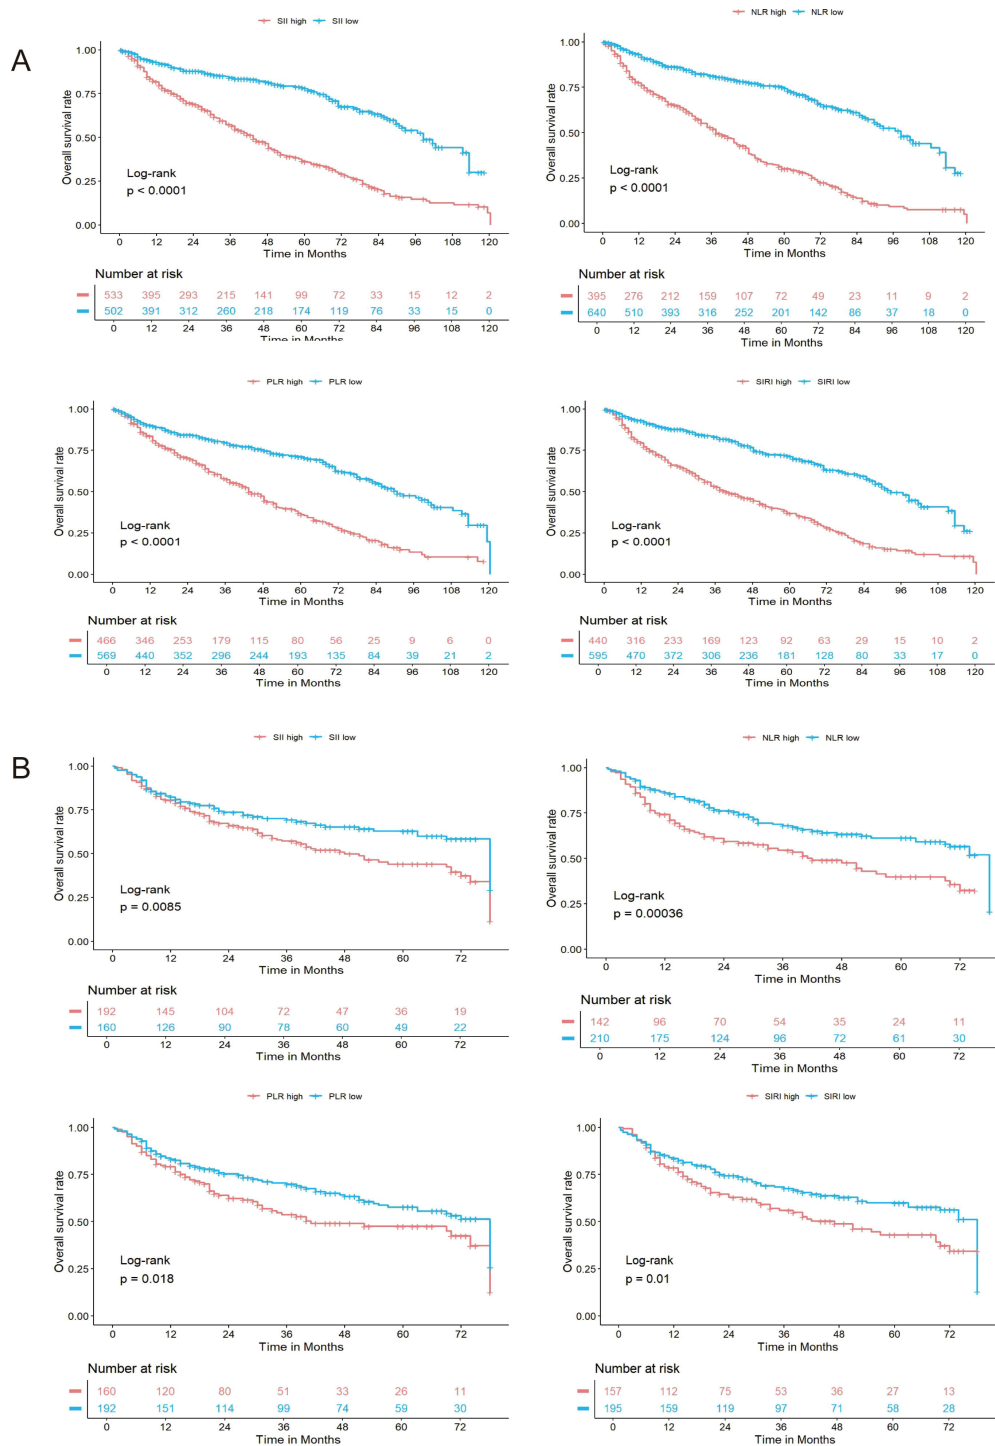 A
SII high SII low
Overall survival rate
1.00
0.75
0.50
0.25
0.00
Log-rank
p < 0.0001
0 12 24 36 48 60 72 84 96 108 120
Time in Months
Number at risk
533 395 293 215 141 99 72 33 15 12 2
502 391 312 260 218 174 119 76 33 15 0
0 12 24 36 48 60 72 84 96 108 120
Time in Months
NLR high NLR low
Overall survival rate
1.00
0.75
0.50
0.25
0.00
Log-rank
p < 0.0001
0 12 24 36 48 60 72 84 96 108 120
Time in Months
Number at risk
395 276 212 159 107 72 49 23 11 9 2
640 510 393 316 252 201 142 86 37 18 0
0 12 24 36 48 60 72 84 96 108 120
Time in Months
PLR high PLR low
Overall survival rate
1.00
0.75
0.50
0.25
0.00
Log-rank
p < 0.0001
0 12 24 36 48 60 72 84 96 108 120
Time in Months
Number at risk
466 346 253 179 115 80 56 25 9 6 0
569 440 352 296 244 193 135 84 39 21 2
0 12 24 36 48 60 72 84 96 108 120
Time in Months
SIRI high SIRI low
Overall survival rate
1.00
0.75
0.50
0.25
0.00
Log-rank
p < 0.0001
0 12 24 36 48 60 72 84 96 108 120
Time in Months
Number at risk
440 316 233 169 123 92 63 29 15 10 2
595 470 372 306 236 181 128 80 33 17 0
0 12 24 36 48 60 72 84 96 108 120
Time in Months
B
SII high SII low
Overall survival rate
1.00
0.75
0.50
0.25
0.00
Log-rank
p = 0.0085
0 12 24 36 48 60 72
Time in Months
Number at risk
192 145 104 72 47 36 19
160 126 90 78 60 49 22
0 12 24 36 48 60 72
Time in Months
NLR high NLR low
Overall survival rate
1.00
0.75
0.50
0.25
0.00
Log-rank
p = 0.00036
0 12 24 36 48 60 72
Time in Months
Number at risk
142 96 70 54 35 24 11
210 175 124 96 72 61 30
0 12 24 36 48 60 72
Time in Months
PLR high PLR low
Overall survival rate
1.00
0.75
0.50
0.25
0.00
Log-rank
p = 0.018
0 12 24 36 48 60 72
Time in Months
Number at risk
160 120 80 51 33 26 11
192 151 114 99 74 59 30
0 12 24 36 48 60 72
Time in Months
SIRI high SIRI low
Overall survival rate
1.00
0.75
0.50
0.25
0.00
Log-rank
p = 0.01
0 12 24 36 48 60 72
Time in Months
Number at risk
157 112 75 53 36 27 13
195 159 119 97 71 58 28
0 12 24 36 48 60 72
Time in Months